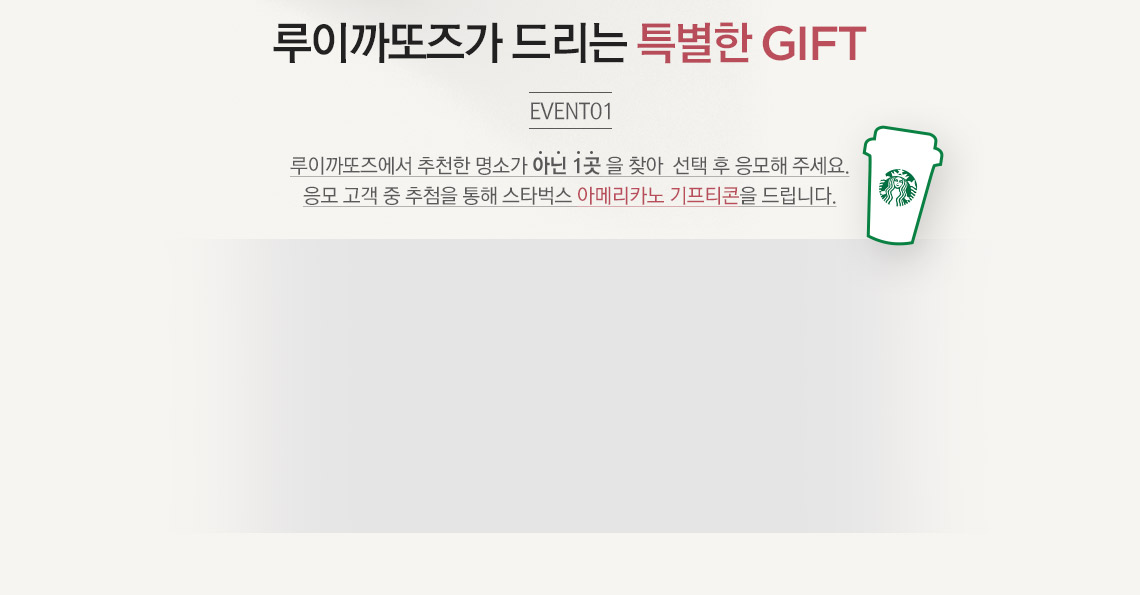 루이까또즈가 드리는 특별한 GIFT
EVENT01
루이까또즈에서 추천한 명소가 아닌 1곳 을 찾아 선택 후 응모해 주세요.
응모 고객 중 추첨을 통해 스타벅스 아메리카노 기프티콘을 드립니다.